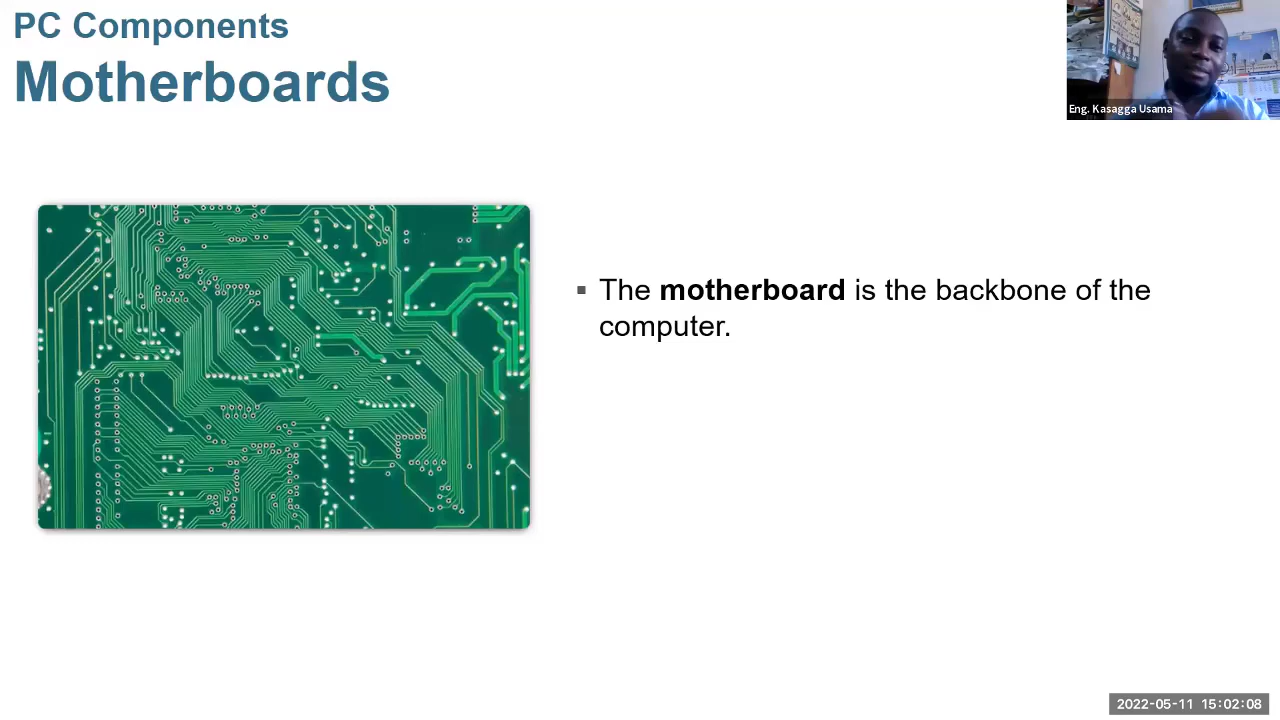 PC Components
Motherboards
Eng. Kasagga Usama
▪ The motherboard is the backbone of the
computer.
2022-05-11 15:02:08